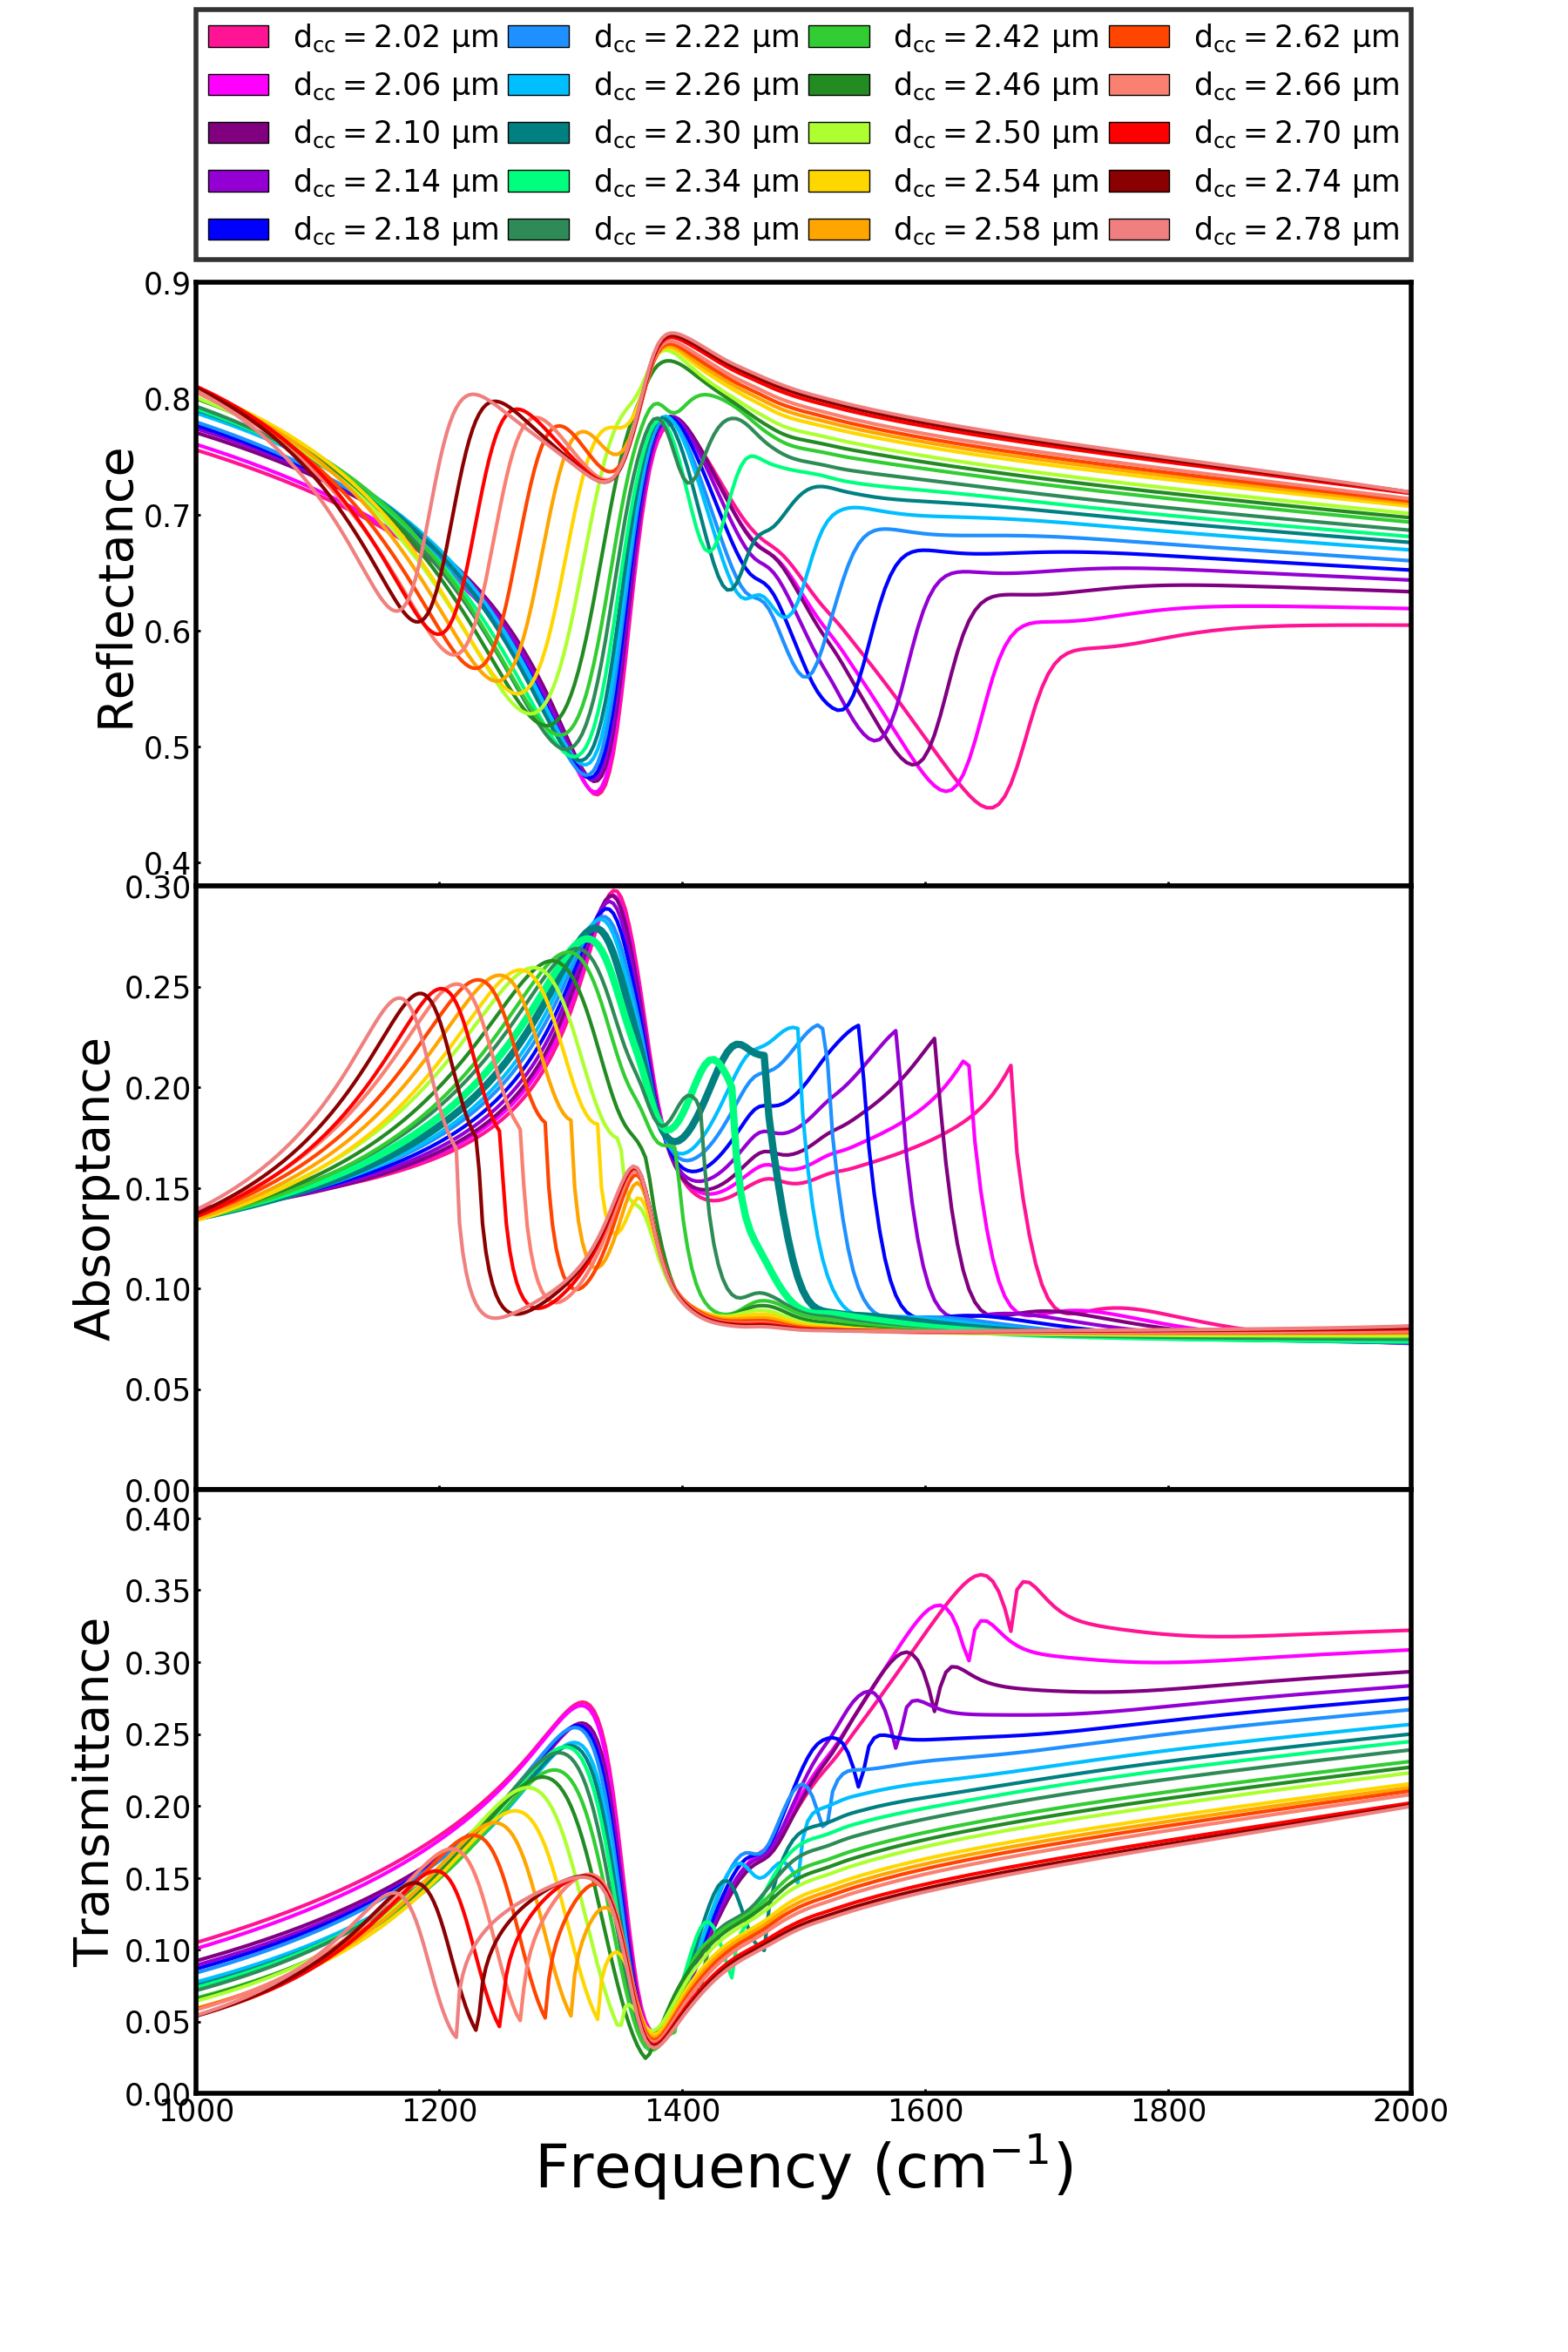 d_cc = 2.02 μm d_cc = 2.22 μm d_cc = 2.42 μm d_cc = 2.62 μm
d_cc = 2.06 μm d_cc = 2.26 μm d_cc = 2.46 μm d_cc = 2.66 μm
d_cc = 2.10 μm d_cc = 2.30 μm d_cc = 2.50 μm d_cc = 2.70 μm
d_cc = 2.14 μm d_cc = 2.34 μm d_cc = 2.54 μm d_cc = 2.74 μm
d_cc = 2.18 μm d_cc = 2.38 μm d_cc = 2.58 μm d_cc = 2.78 μm
0.9
0.8
0.7
0.6
0.5
0.4
Reflectance
0.30
0.25
0.20
0.15
0.10
0.05
0.00
Absorptance
0.40
0.35
0.30
0.25
0.20
0.15
0.10
0.05
0.00
Transmittance
1000 1200 1400 1600 1800 2000
Frequency (cm⁻¹)